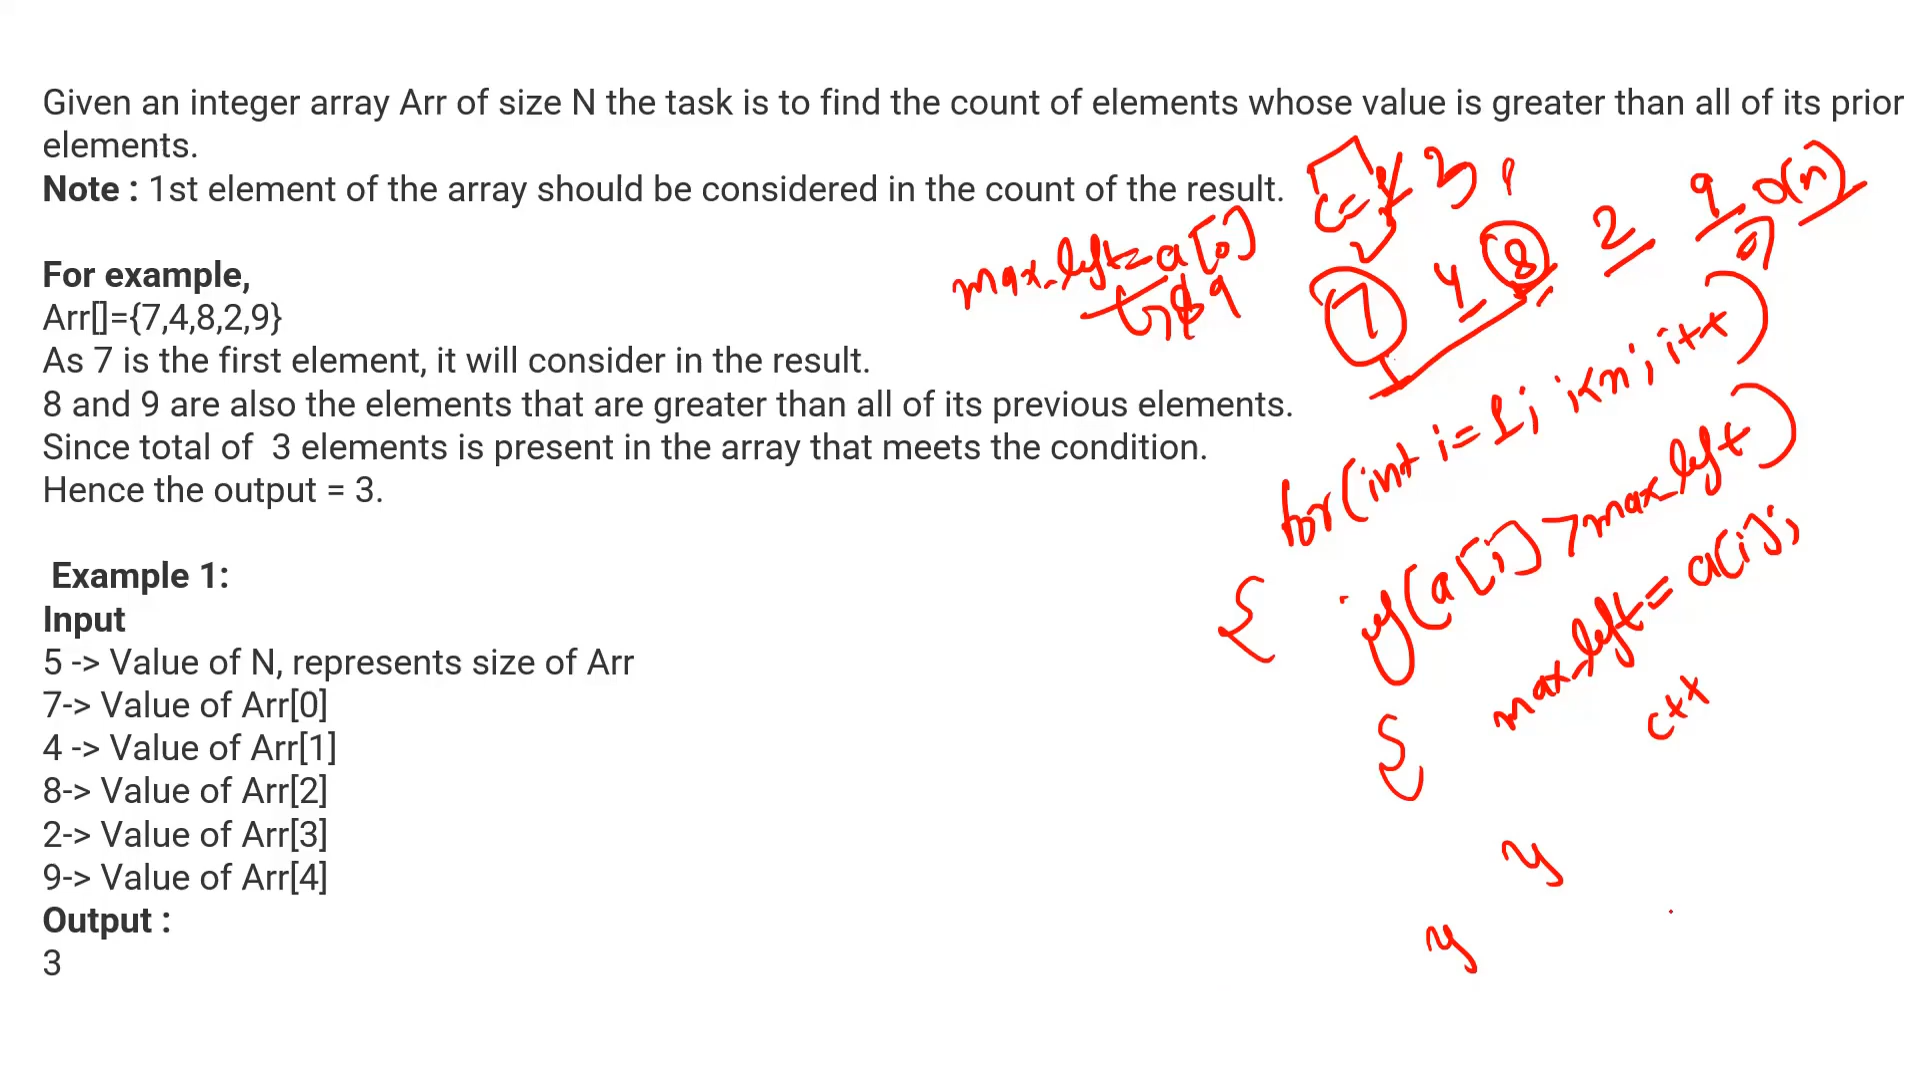 Given an integer array Arr of size N the task is to find the count of elements whose value is greater than all of its prior
elements.
Note : 1st element of the array should be considered in the count of the result.
For example,
Arr[]={7,4,8,2,9}
As 7 is the first element, it will consider in the result.
8 and 9 are also the elements that are greater than all of its previous elements.
Since total of  3 elements is present in the array that meets the condition.
Hence the output = 3.
Example 1:
Input
5 -> Value of N, represents size of Arr
7-> Value of Arr[0]
4 -> Value of Arr[1]
8-> Value of Arr[2]
2-> Value of Arr[3]
9-> Value of Arr[4]
Output :
3
c= 3
2
max_left=a[0]
8 9
7 4 8 2 9 O(n)
for(int i=1; i<n; i++)
{ if(a[i]>max_left)
{ max_left= a[i];
c++
}
}